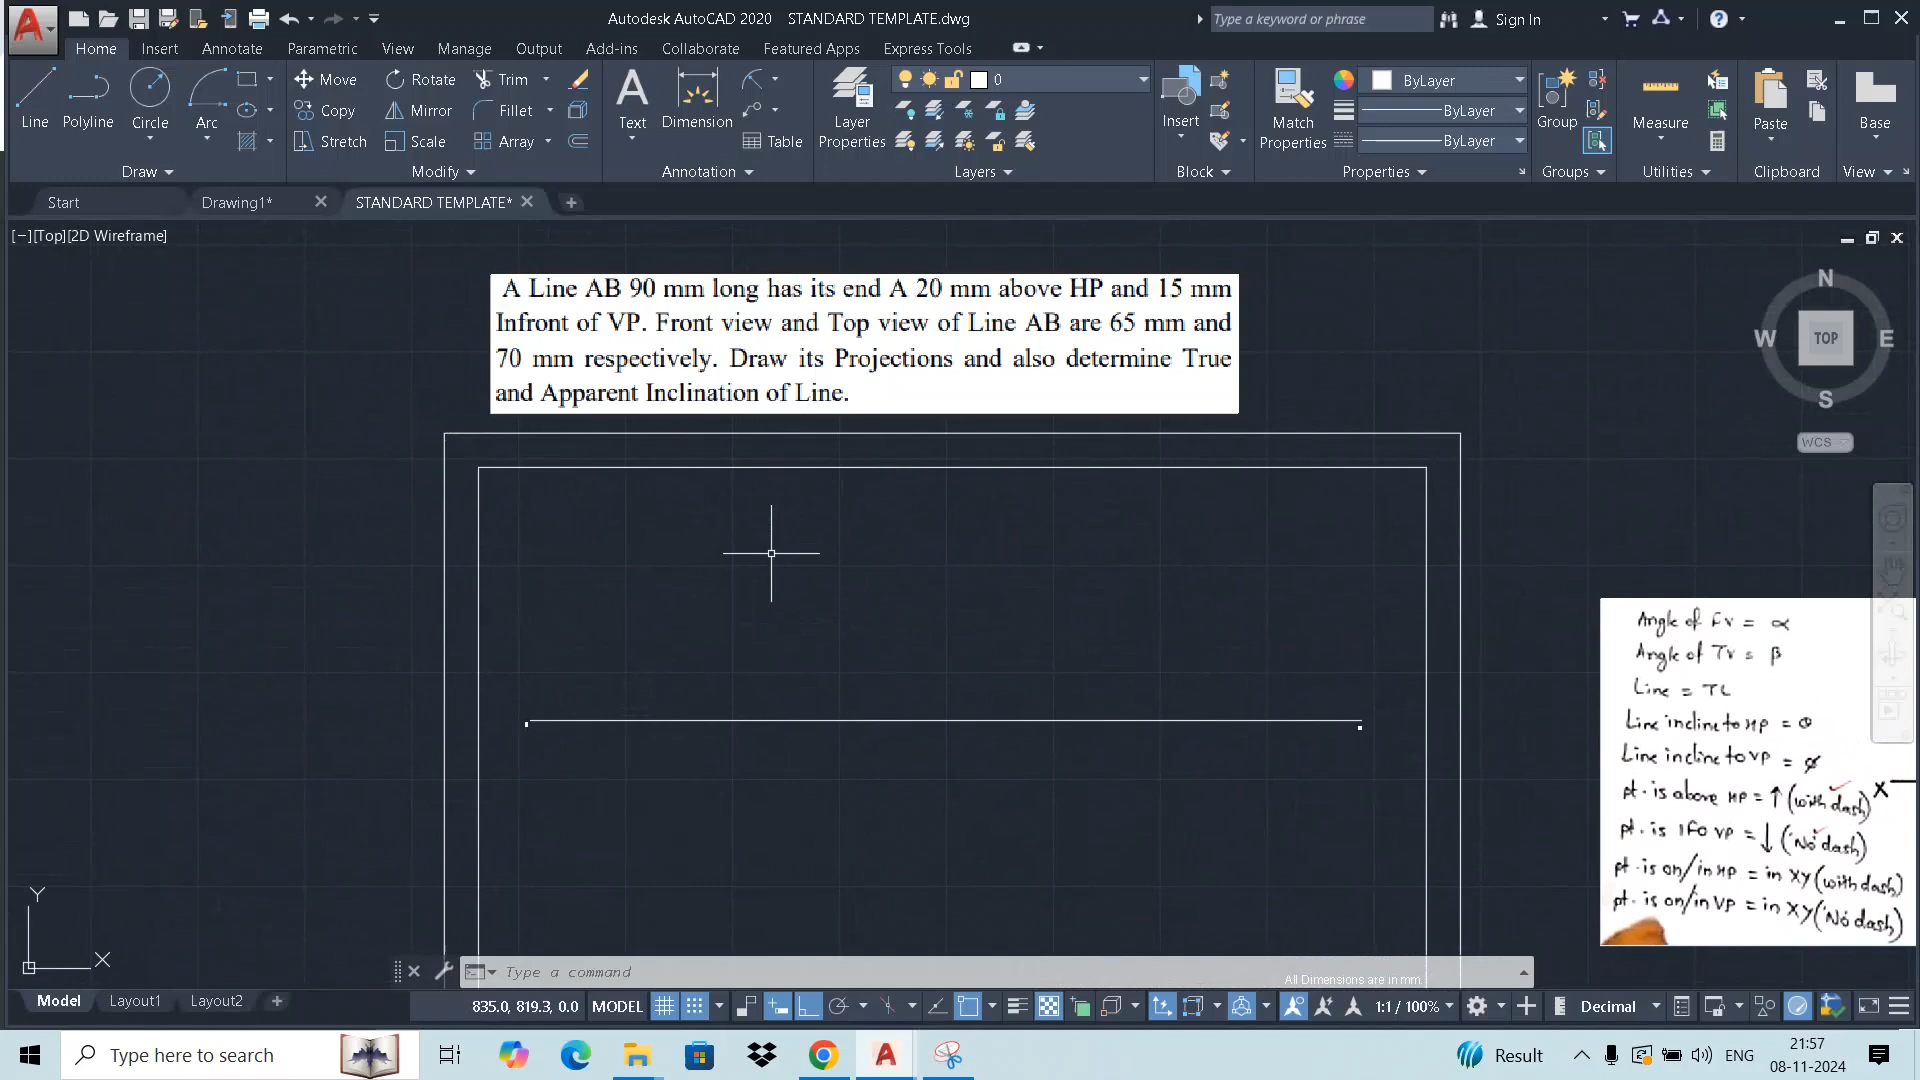 Autodesk AutoCAD 2020 STANDARD TEMPLATE.dwg
Type a keyword or phrase
Sign In
Home Insert Annotate Parametric View Manage Output Add-ins Collaborate Featured Apps Express Tools
Line Polyline Circle Arc
Move Rotate Trim
Copy Mirror Fillet
Stretch Scale Array
Text Dimension Table
Layer Properties
0
Insert
Match Properties
ByLayer
ByLayer
ByLayer
Group
Measure
Paste
Base
Draw Modify Annotation Layers Block Properties Groups Utilities Clipboard View
Start Drawing1* STANDARD TEMPLATE*
[−][Top][2D Wireframe]
A Line AB 90 mm long has its end A 20 mm above HP and 15 mm
Infront of VP. Front view and Top view of Line AB are 65 mm and
70 mm respectively. Draw its Projections and also determine True
and Apparent Inclination of Line.
N
W TOP E
S
WCS
Angle of Fv = α
Angle of Tv = β
Line = TL
Line incline to HP = θ
Line incline to VP = ø
pt. is above HP = ↑ (with dash) X
pt. is IFO VP = ↓ (No dash)
pt. is on/in HP = in XY (with dash)
pt. is on/in VP = in XY (No dash)
Y
X
Type a command
All Dimensions are in mm.
Model Layout1 Layout2
835.0, 819.3, 0.0 MODEL 1:1 / 100% Decimal
Type here to search
Result
ENG
21:57
08-11-2024